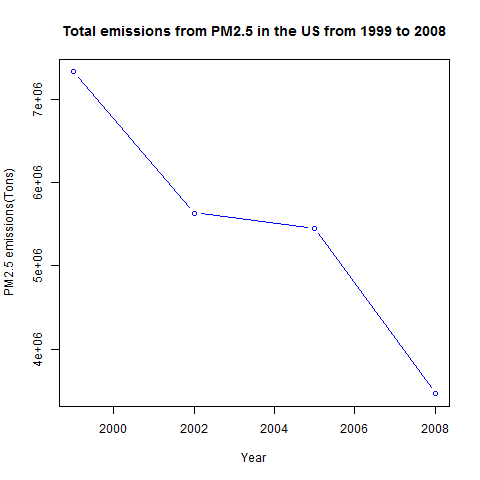 Total emissions from PM2.5 in the US from 1999 to 2008
PM2.5 emissions(Tons)
7e+06
6e+06
5e+06
4e+06
2000 2002 2004 2006 2008
Year